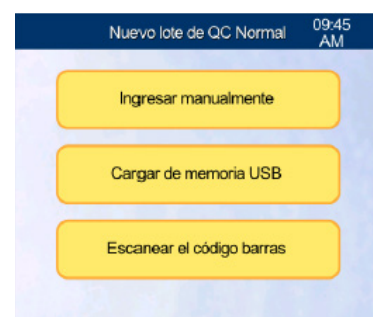 Nuevo lote de QC Normal
09:45
AM
Ingresar manualmente
Cargar de memoria USB
Escanear el código barras